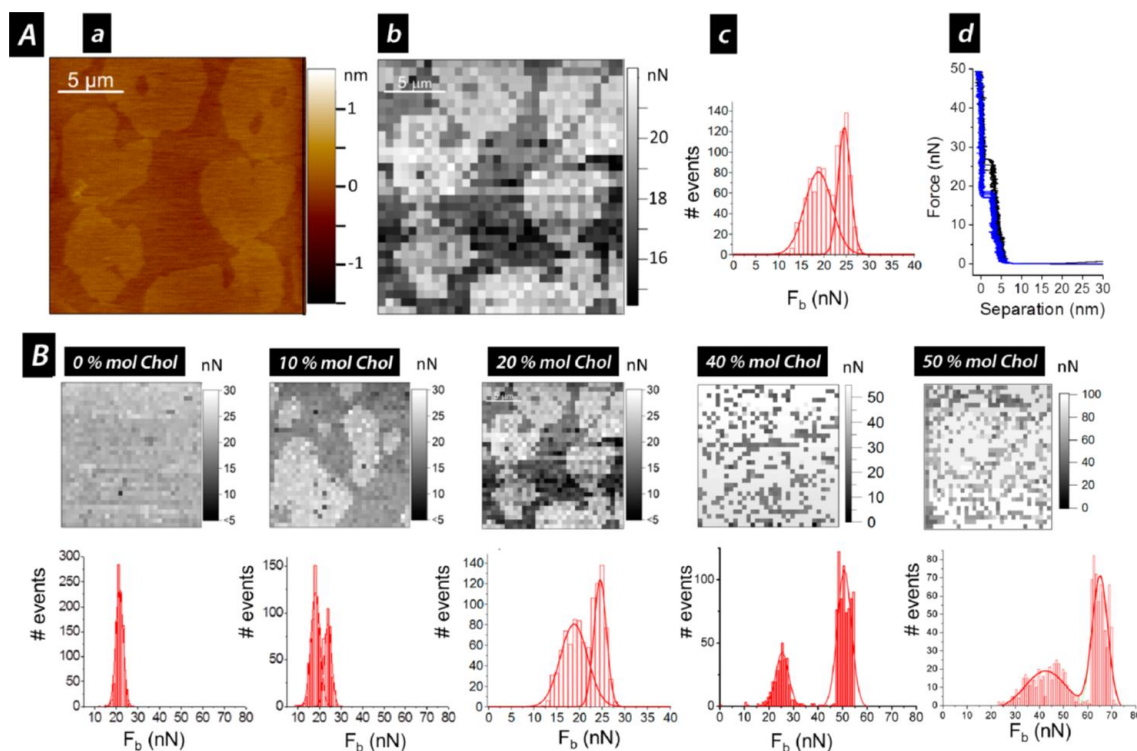 A
a
b
c
d
5 µm
nm
1
0
-1
5 µm
nN
20
18
16
# events
140
120
100
80
60
40
20
0
0 5 10 15 20 25 30 35 40
F_b (nN)
Force (nN)
50
40
30
20
10
0
0 5 10 15 20 25 30
Separation (nm)
B
0 % mol Chol
nN
30
25
20
15
10
<5
10 % mol Chol
nN
30
25
20
15
10
<5
20 % mol Chol
nN
5 µm
30
25
20
15
10
<5
40 % mol Chol
nN
50
40
30
20
10
0
50 % mol Chol
nN
100
80
60
40
20
0
# events
300
250
200
150
100
50
0
10 20 30 40 50 60 70 80
F_b (nN)
# events
150
100
50
0
10 20 30 40 50 60 70 80
F_b (nN)
# events
140
120
100
80
60
40
20
0
0 5 10 15 20 25 30 35 40
F_b (nN)
# events
100
50
0
0 10 20 30 40 50 60 70 80
F_b (nN)
# events
80
70
60
50
40
30
20
10
0
0 10 20 30 40 50 60 70 80
F_b (nN)